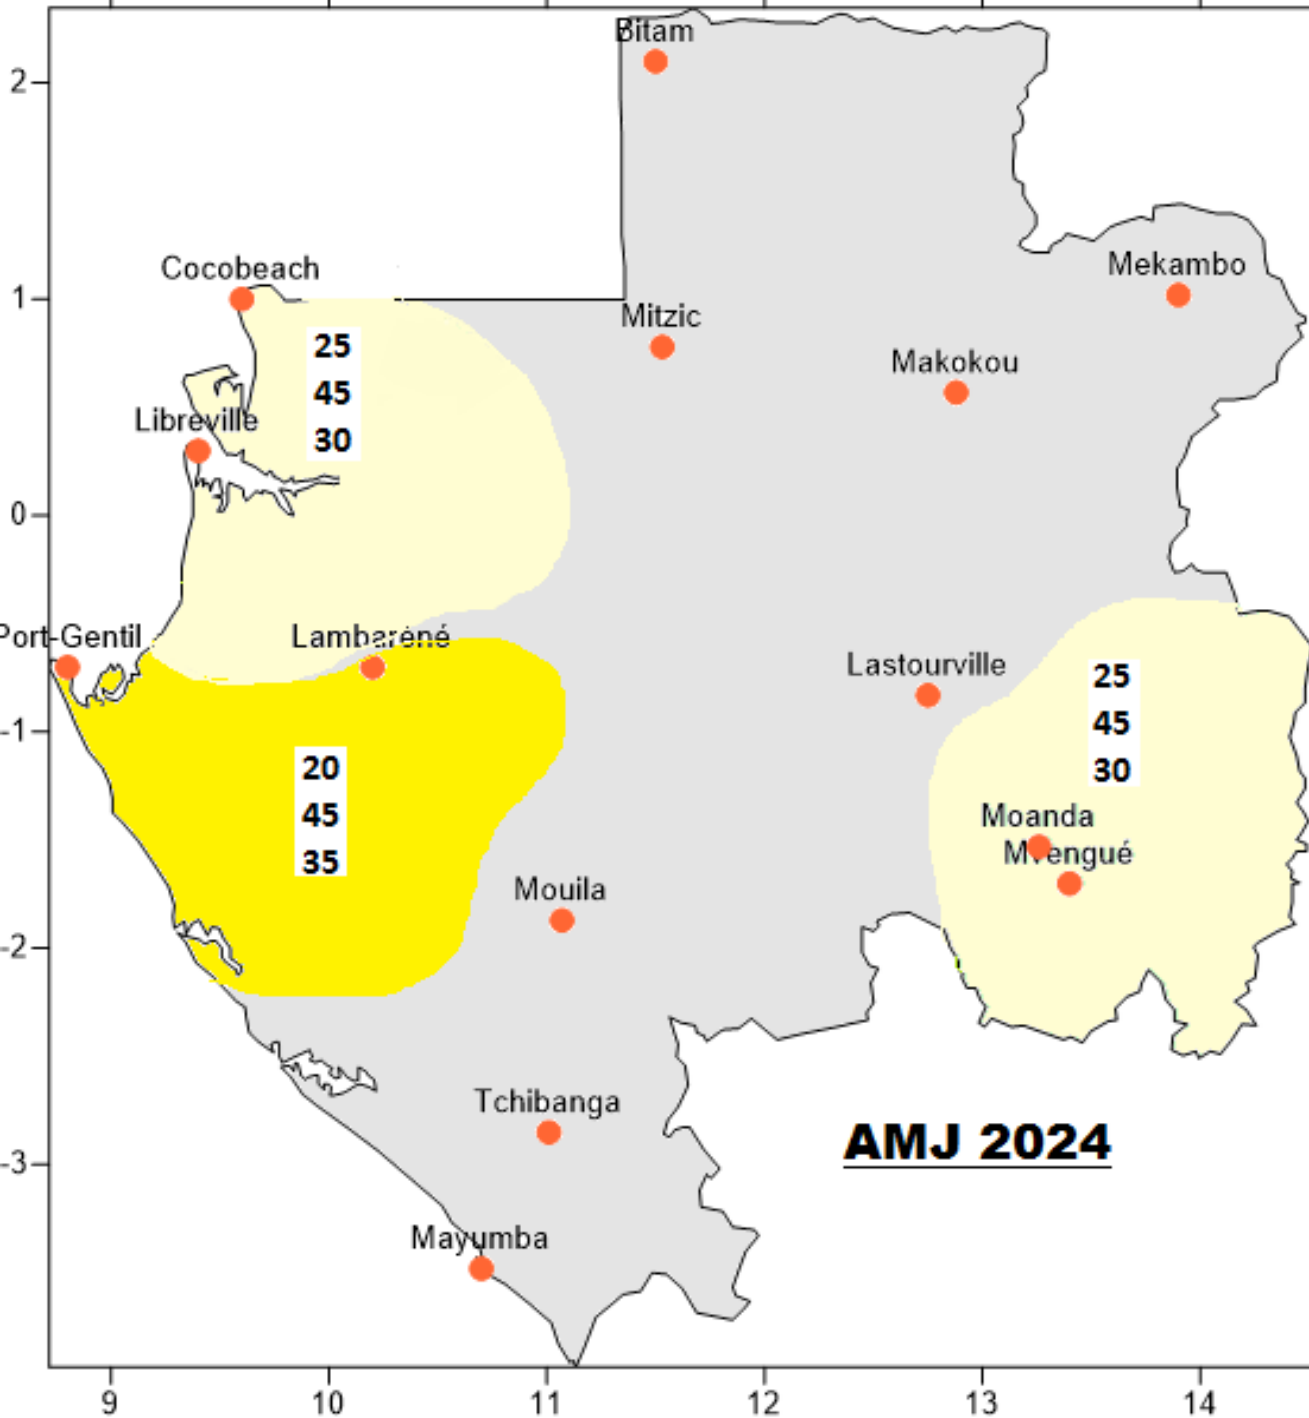 Bitam
2
Cocobeach
Mekambo
1
Mitzic
25
45
30
Makokou
Libreville
0
Port-Gentil
Lambaréné
Lastourville
25
45
30
-1
20
45
35
Moanda
Mvengué
Mouila
-2
Tchibanga
AMJ 2024
-3
Mayumba
9 10 11 12 13 14